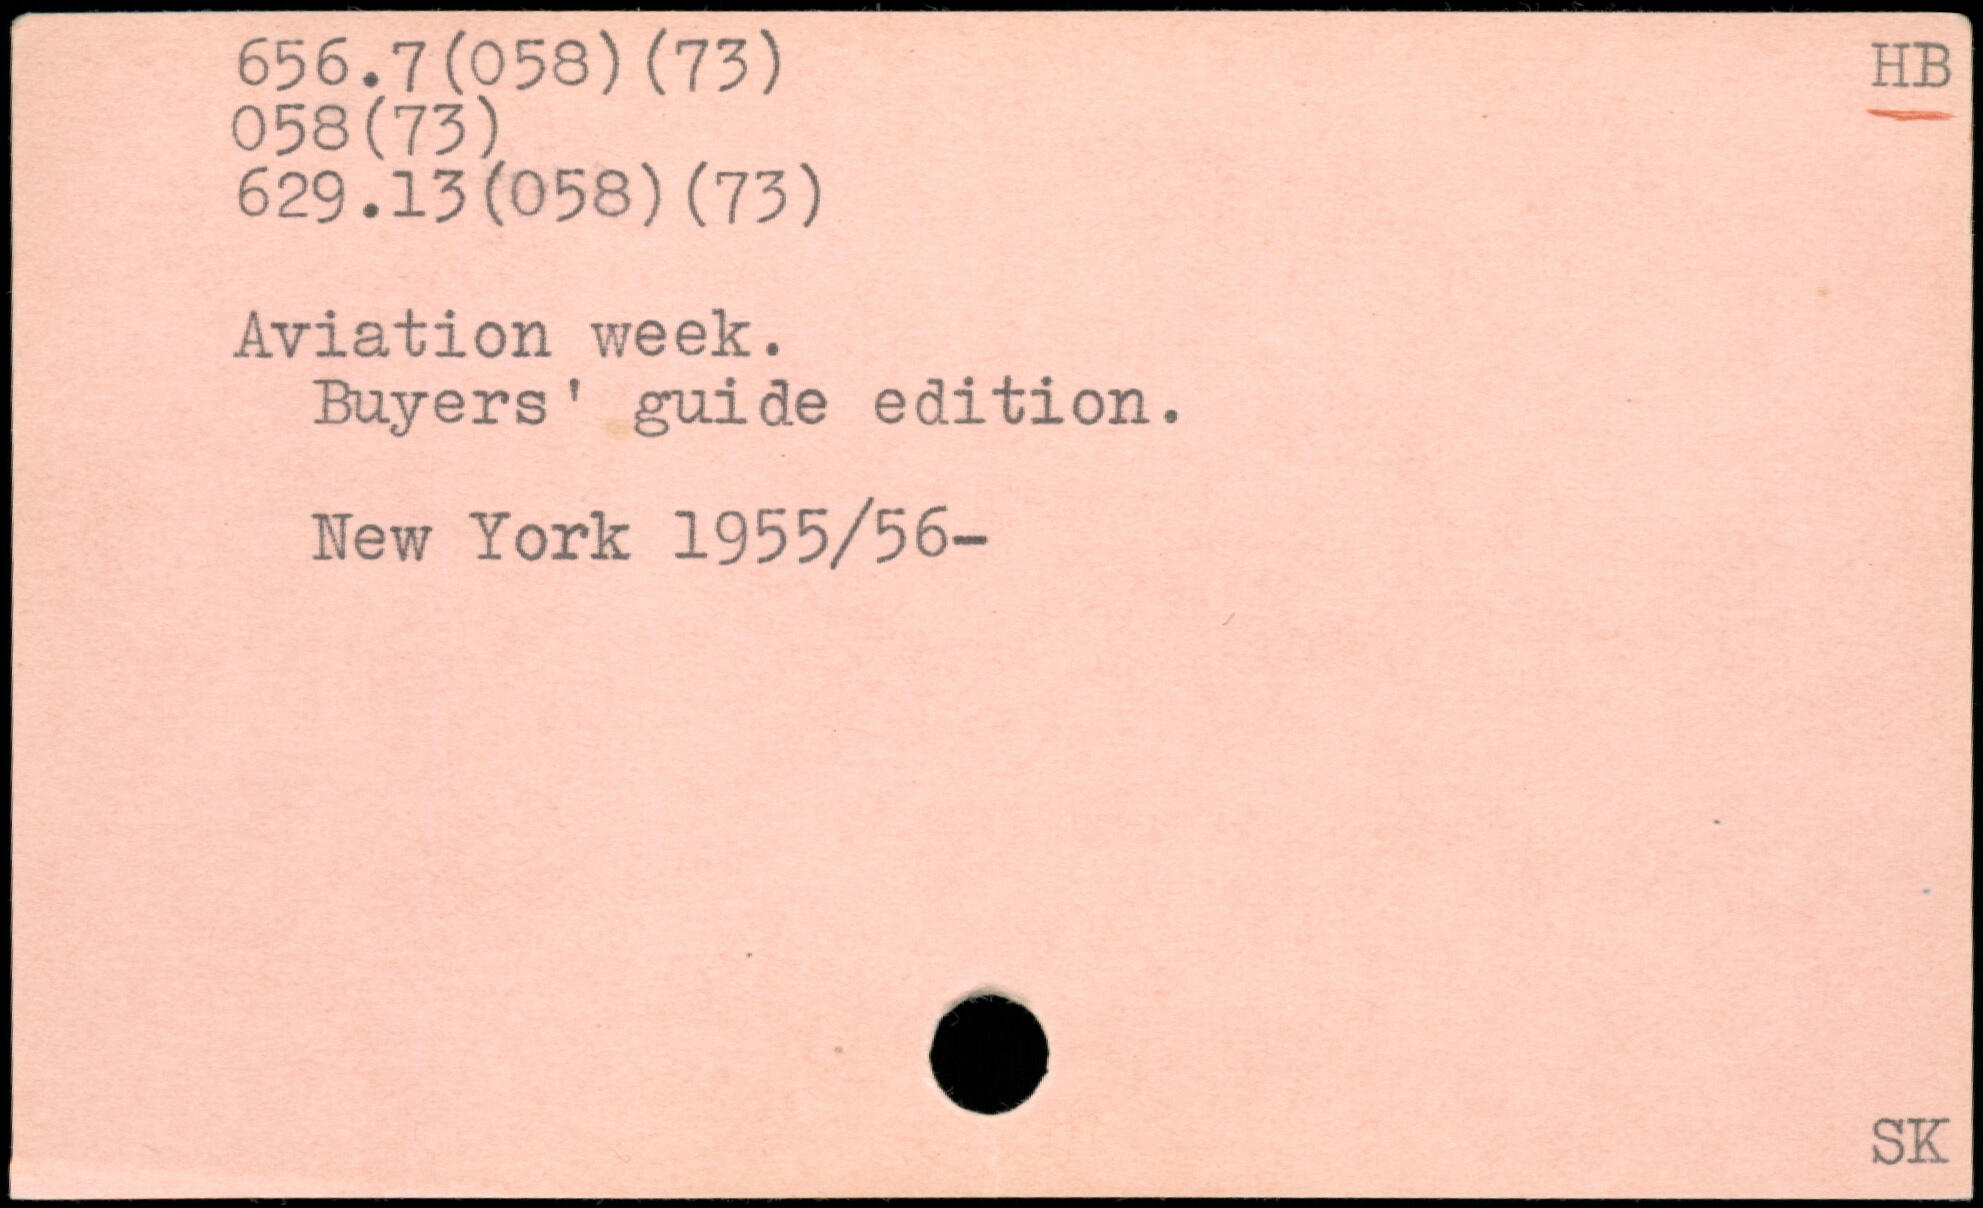 656.7(058)(73)
HB
058(73)
629.13(058)(73)
Aviation week.
Buyers' guide edition.
New York 1955/56-
SK